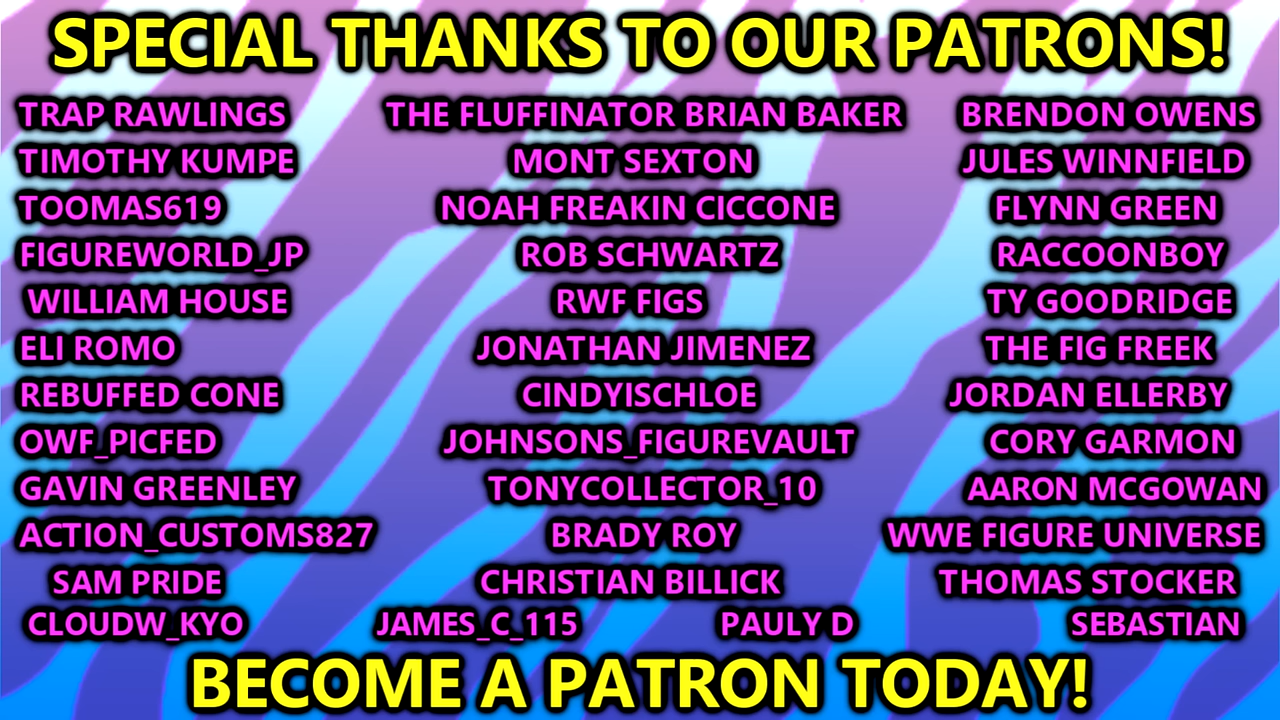 SPECIAL THANKS TO OUR PATRONS!
TRAP RAWLINGS THE FLUFFINATOR BRIAN BAKER BRENDON OWENS
TIMOTHY KUMPE MONT SEXTON JULES WINNFIELD
TOOMAS619 NOAH FREAKIN CICCONE FLYNN GREEN
FIGUREWORLD_JP ROB SCHWARTZ RACCOONBOY
WILLIAM HOUSE RWF FIGS TY GOODRIDGE
ELI ROMO JONATHAN JIMENEZ THE FIG FREEK
REBUFFED CONE CINDYISCHLOE JORDAN ELLERBY
OWF_PICFED JOHNSONS_FIGUREVAULT CORY GARMON
GAVIN GREENLEY TONYCOLLECTOR_10 AARON MCGOWAN
ACTION_CUSTOMS827 BRADY ROY WWE FIGURE UNIVERSE
SAM PRIDE CHRISTIAN BILLICK THOMAS STOCKER
CLOUDW_KYO JAMES_C_115 PAULY D SEBASTIAN
BECOME A PATRON TODAY!